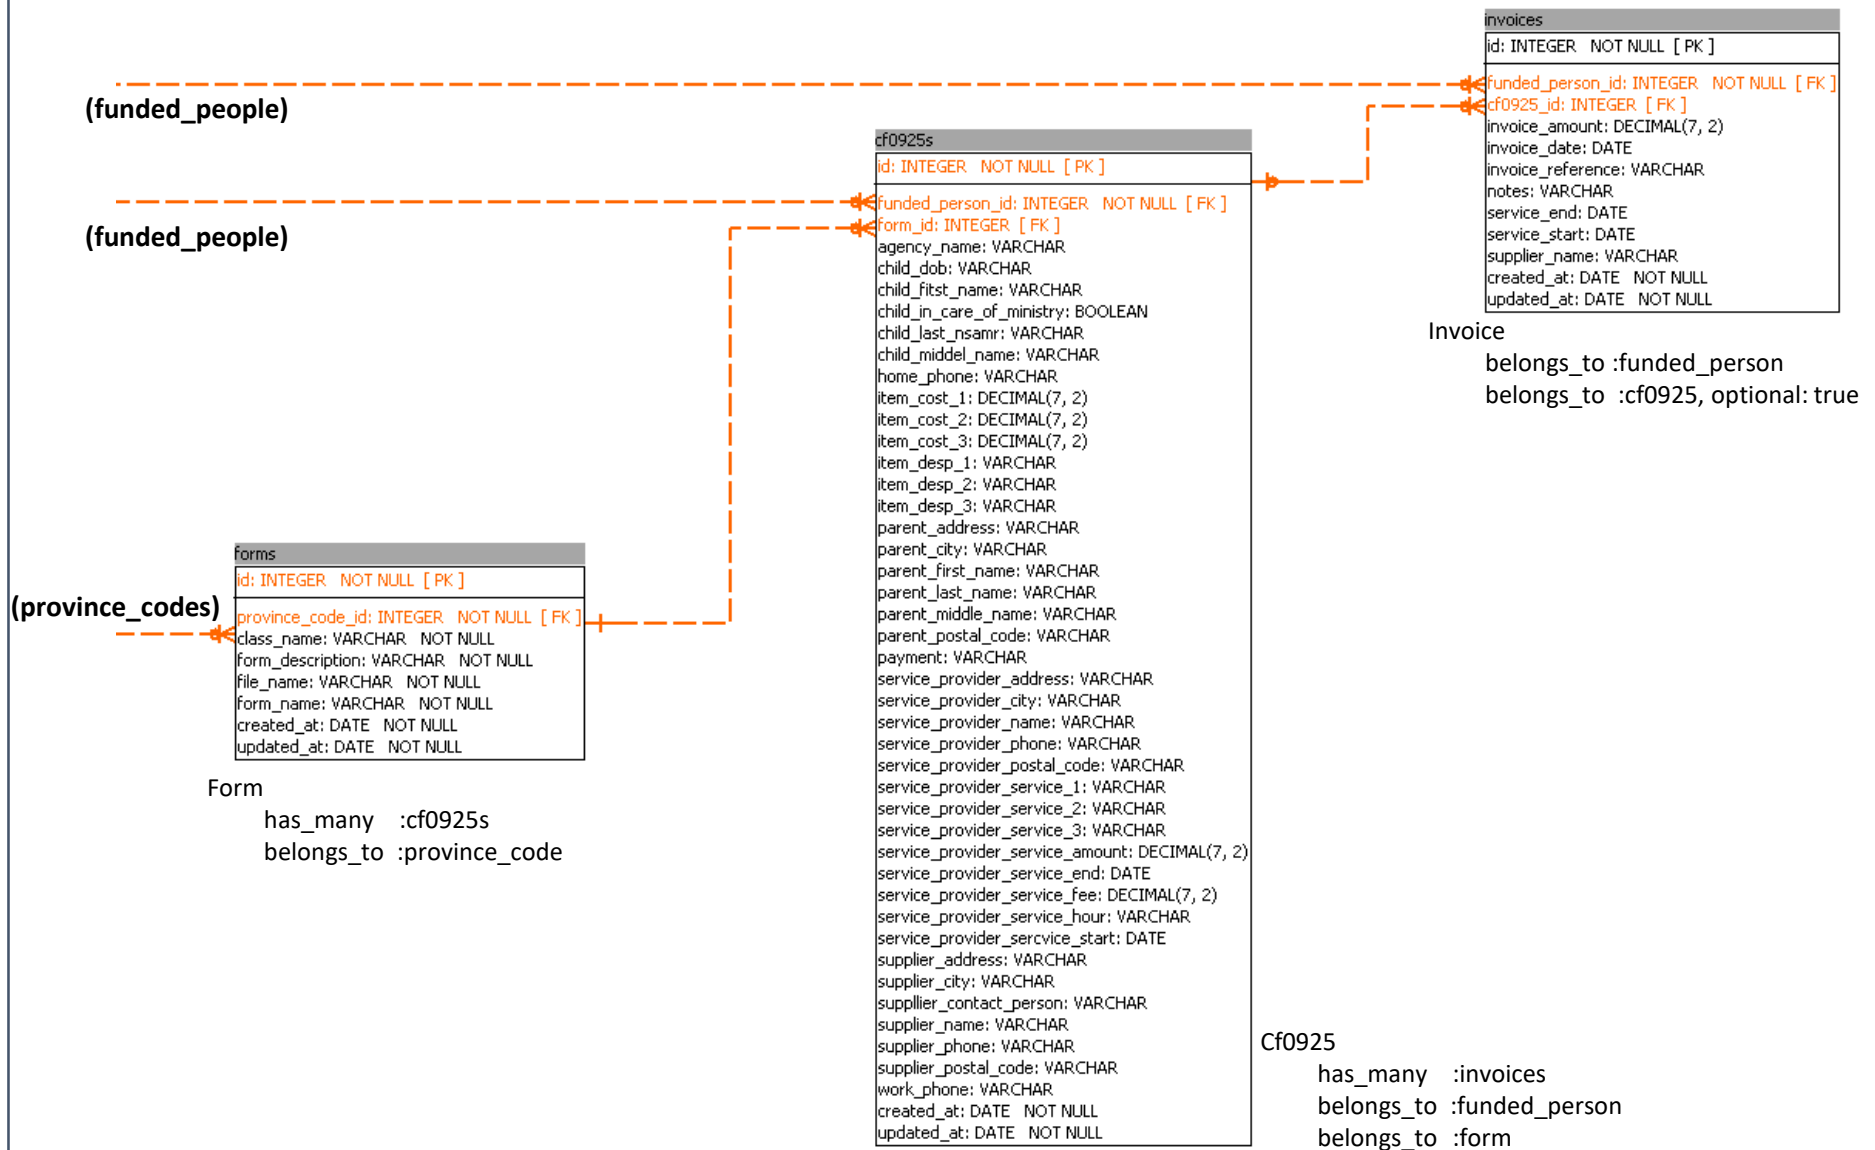 (funded_people)
(funded_people)
(province_codes)
forms
id: INTEGER NOT NULL [ PK ]
province_code_id: INTEGER NOT NULL [ FK ]
class_name: VARCHAR NOT NULL
form_description: VARCHAR NOT NULL
file_name: VARCHAR NOT NULL
form_name: VARCHAR NOT NULL
created_at: DATE NOT NULL
updated_at: DATE NOT NULL
Form
has_many :cf0925s
belongs_to :province_code
cf0925s
id: INTEGER NOT NULL [ PK ]
funded_person_id: INTEGER NOT NULL [ FK ]
form_id: INTEGER [ FK ]
agency_name: VARCHAR
child_dob: VARCHAR
child_fitst_name: VARCHAR
child_in_care_of_ministry: BOOLEAN
child_last_nsamr: VARCHAR
child_middel_name: VARCHAR
home_phone: VARCHAR
item_cost_1: DECIMAL(7, 2)
item_cost_2: DECIMAL(7, 2)
item_cost_3: DECIMAL(7, 2)
item_desp_1: VARCHAR
item_desp_2: VARCHAR
item_desp_3: VARCHAR
parent_address: VARCHAR
parent_city: VARCHAR
parent_first_name: VARCHAR
parent_last_name: VARCHAR
parent_middle_name: VARCHAR
parent_postal_code: VARCHAR
payment: VARCHAR
service_provider_address: VARCHAR
service_provider_city: VARCHAR
service_provider_name: VARCHAR
service_provider_phone: VARCHAR
service_provider_postal_code: VARCHAR
service_provider_service_1: VARCHAR
service_provider_service_2: VARCHAR
service_provider_service_3: VARCHAR
service_provider_service_amount: DECIMAL(7, 2)
service_provider_service_end: DATE
service_provider_service_fee: DECIMAL(7, 2)
service_provider_service_hour: VARCHAR
service_provider_sercvice_start: DATE
supplier_address: VARCHAR
supplier_city: VARCHAR
suppllier_contact_person: VARCHAR
supplier_name: VARCHAR
supplier_phone: VARCHAR
supplier_postal_code: VARCHAR
work_phone: VARCHAR
created_at: DATE NOT NULL
updated_at: DATE NOT NULL
Cf0925
has_many :invoices
belongs_to :funded_person
belongs_to :form
invoices
id: INTEGER NOT NULL [ PK ]
funded_person_id: INTEGER NOT NULL [ FK ]
cf0925_id: INTEGER [ FK ]
invoice_amount: DECIMAL(7, 2)
invoice_date: DATE
invoice_reference: VARCHAR
notes: VARCHAR
service_end: DATE
service_start: DATE
supplier_name: VARCHAR
created_at: DATE NOT NULL
updated_at: DATE NOT NULL
Invoice
belongs_to :funded_person
belongs_to :cf0925, optional: true